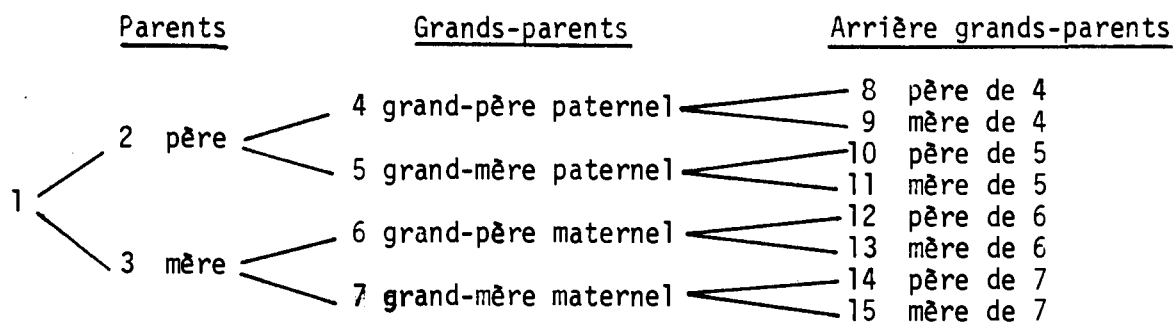 Parents Grands-parents Arrière grands-parents
8 père de 4
4 grand-père paternel
9 mère de 4
2 père
10 père de 5
5 grand-mère paternel
11 mère de 5
1
12 père de 6
6 grand-père maternel
13 mère de 6
3 mère
14 père de 7
7 grand-mère maternel
15 mère de 7